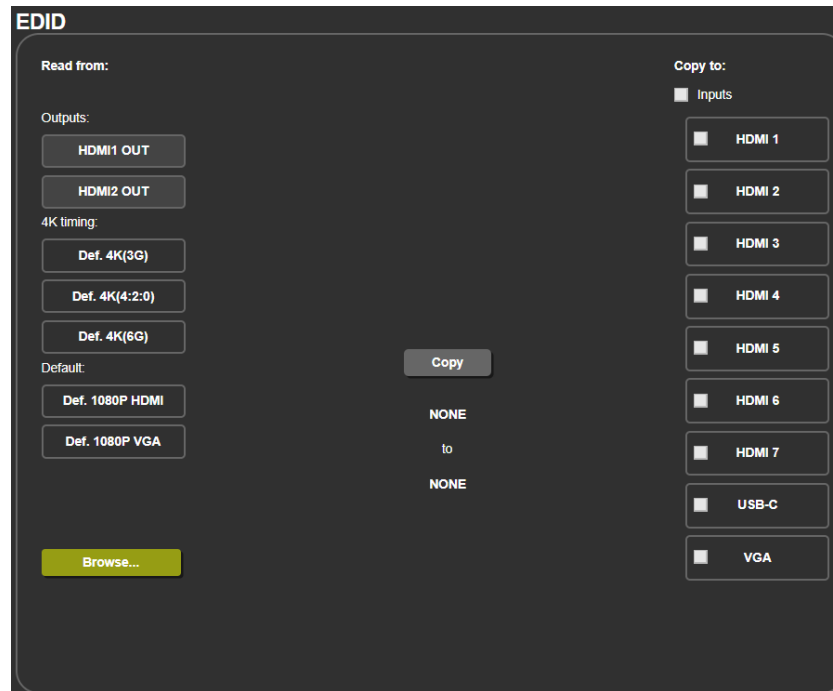 EDID
Read from:
Outputs:
HDMI1 OUT
HDMI2 OUT
4K timing:
Def. 4K(3G)
Def. 4K(4:2:0)
Def. 4K(6G)
Default:
Def. 1080P HDMI
Def. 1080P VGA
Browse...
Copy
NONE
to
NONE
Copy to:
Inputs
HDMI 1
HDMI 2
HDMI 3
HDMI 4
HDMI 5
HDMI 6
HDMI 7
USB-C
VGA